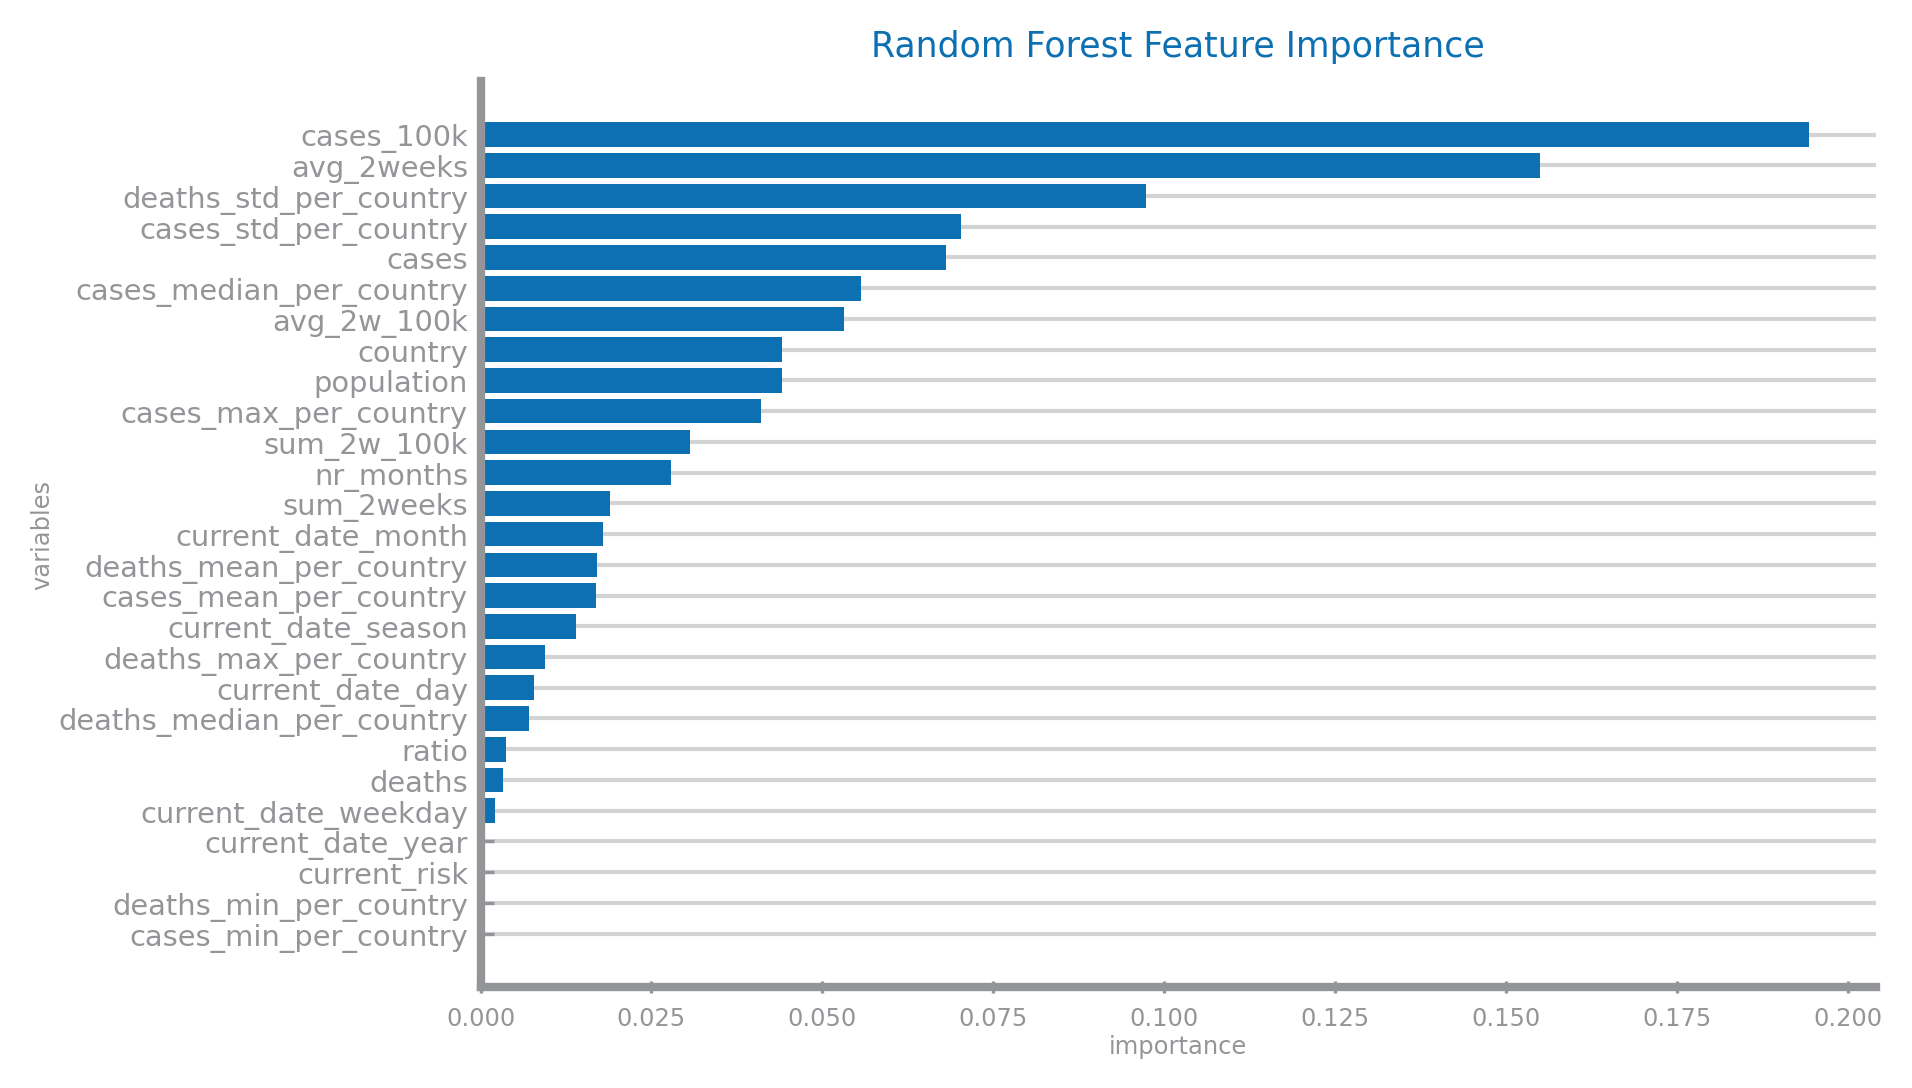 Random Forest Feature Importance
variables
cases_100k
avg_2weeks
deaths_std_per_country
cases_std_per_country
cases
cases_median_per_country
avg_2w_100k
country
population
cases_max_per_country
sum_2w_100k
nr_months
sum_2weeks
current_date_month
deaths_mean_per_country
cases_mean_per_country
current_date_season
deaths_max_per_country
current_date_day
deaths_median_per_country
ratio
deaths
current_date_weekday
current_date_year
current_risk
deaths_min_per_country
cases_min_per_country
0.000 0.025 0.050 0.075 0.100 0.125 0.150 0.175 0.200
importance